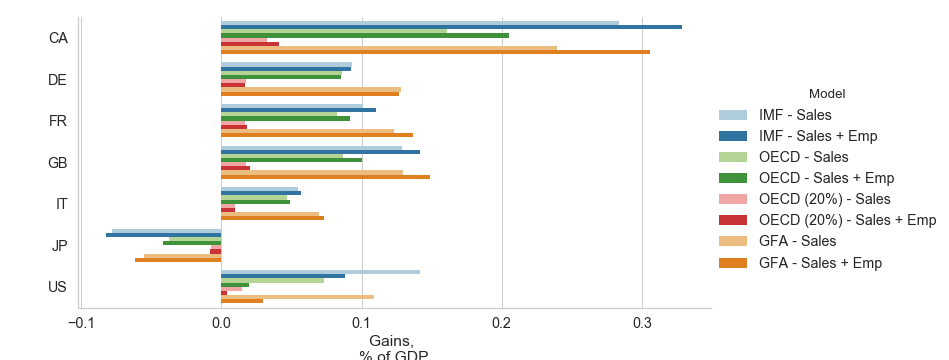 CA
DE
FR
GB
IT
JP
US
−0.1
0.0
0.1
0.2
0.3
Gains,
% of GDP
Model
IMF - Sales
IMF - Sales + Emp
OECD - Sales
OECD - Sales + Emp
OECD (20%) - Sales
OECD (20%) - Sales + Emp
GFA - Sales
GFA - Sales + Emp